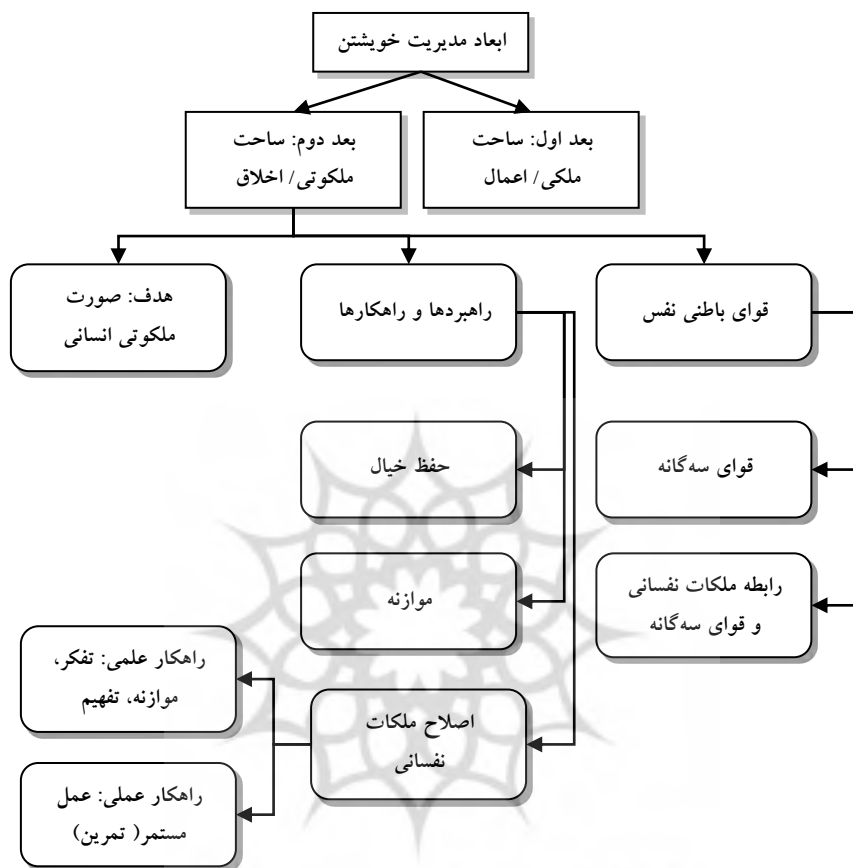 ابعاد مدیریت خویشتن
بعد اول: ساحت
ملکی/ اعمال
بعد دوم: ساحت
ملکوتی/ اخلاق
قوای باطنی نفس
راهبردها و راهکارها
هدف: صورت
ملکوتی انسانی
قوای سه‌گانه
حفظ خیال
رابطه ملکات نفسانی
و قوای سه‌گانه
موازنه
اصلاح ملکات
نفسانی
راهکار علمی: تفکر،
موازنه، تفهیم
راهکار عملی: عمل
مستمر( تمرین)